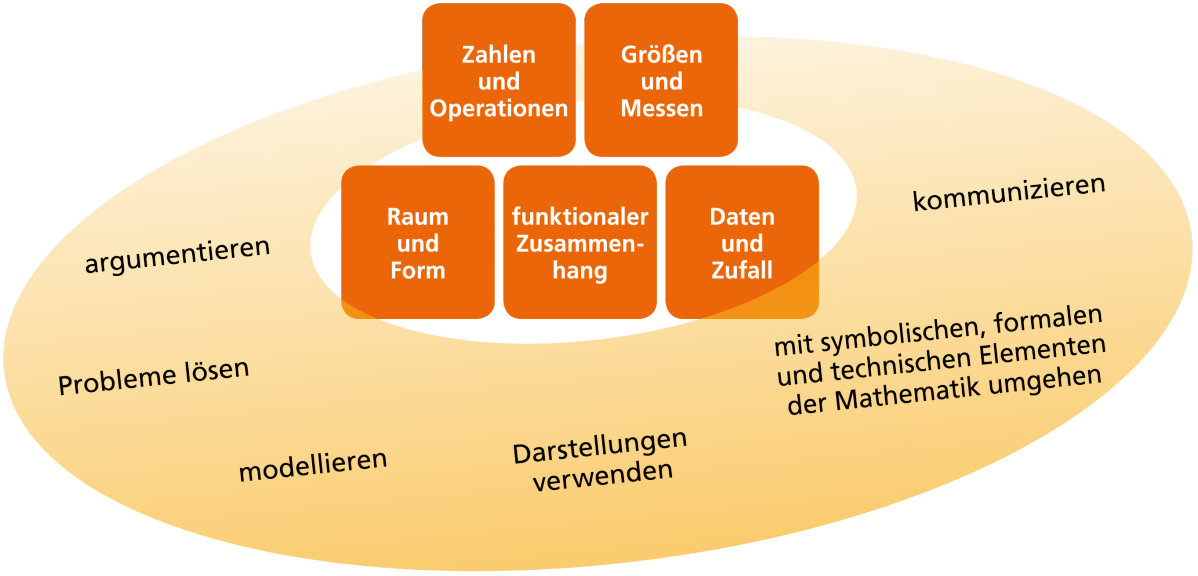 Zahlen
und
Operationen
Größen
und
Messen
Raum
und
Form
funktionaler
Zusammen-
hang
Daten
und
Zufall
argumentieren
Probleme lösen
modellieren
Darstellungen
verwenden
mit symbolischen, formalen
und technischen Elementen
der Mathematik umgehen
kommunizieren